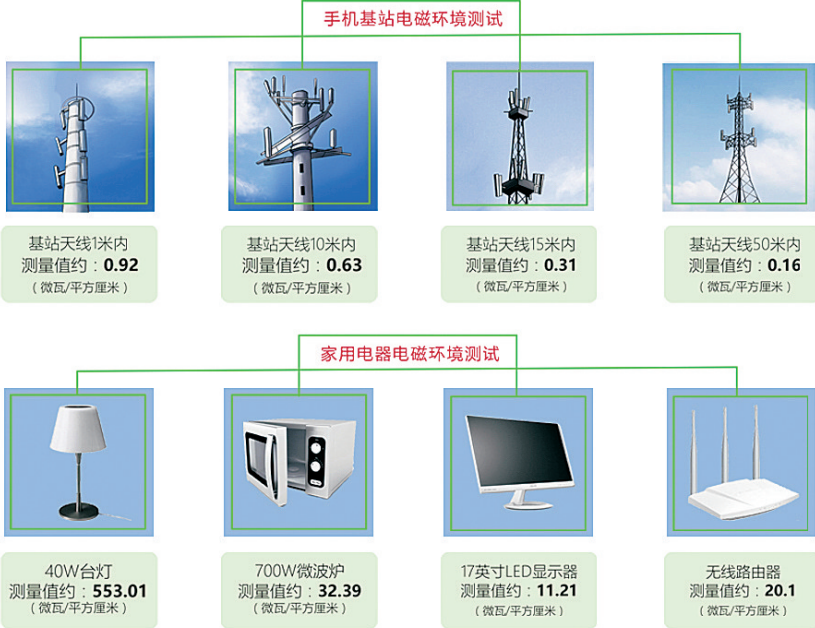 手机基站电磁环境测试
基站天线1米内
测量值约：0.92
（微瓦/平方厘米）
基站天线10米内
测量值约：0.63
（微瓦/平方厘米）
基站天线15米内
测量值约：0.31
（微瓦/平方厘米）
基站天线50米内
测量值约：0.16
（微瓦/平方厘米）
家用电器电磁环境测试
40W台灯
测量值约：553.01
（微瓦/平方厘米）
700W微波炉
测量值约：32.39
（微瓦/平方厘米）
17英寸LED显示器
测量值约：11.21
（微瓦/平方厘米）
无线路由器
测量值约：20.1
（微瓦/平方厘米）